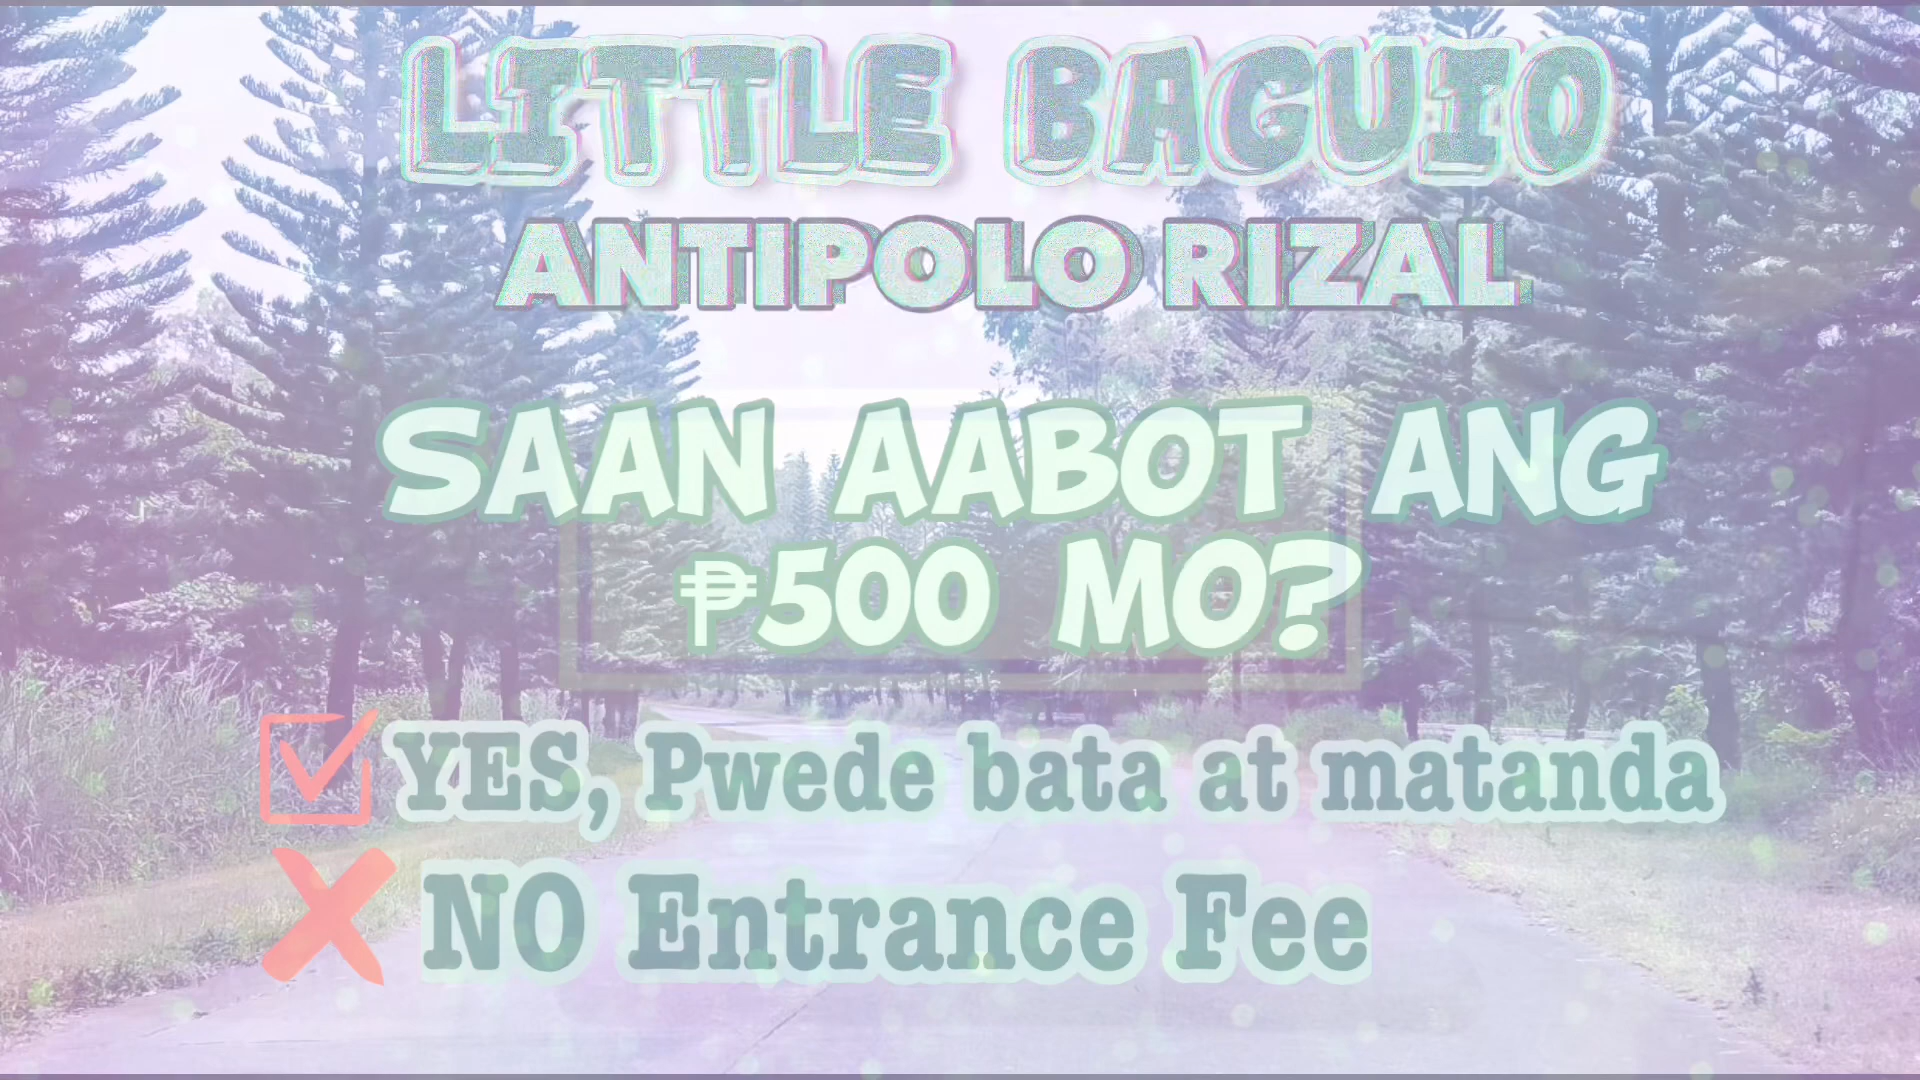 LITTLE BAGUIO
ANTIPOLO RIZAL
SAAN AABOT ANG
₱500 MO?
YES, Pwede bata at matanda
NO Entrance Fee